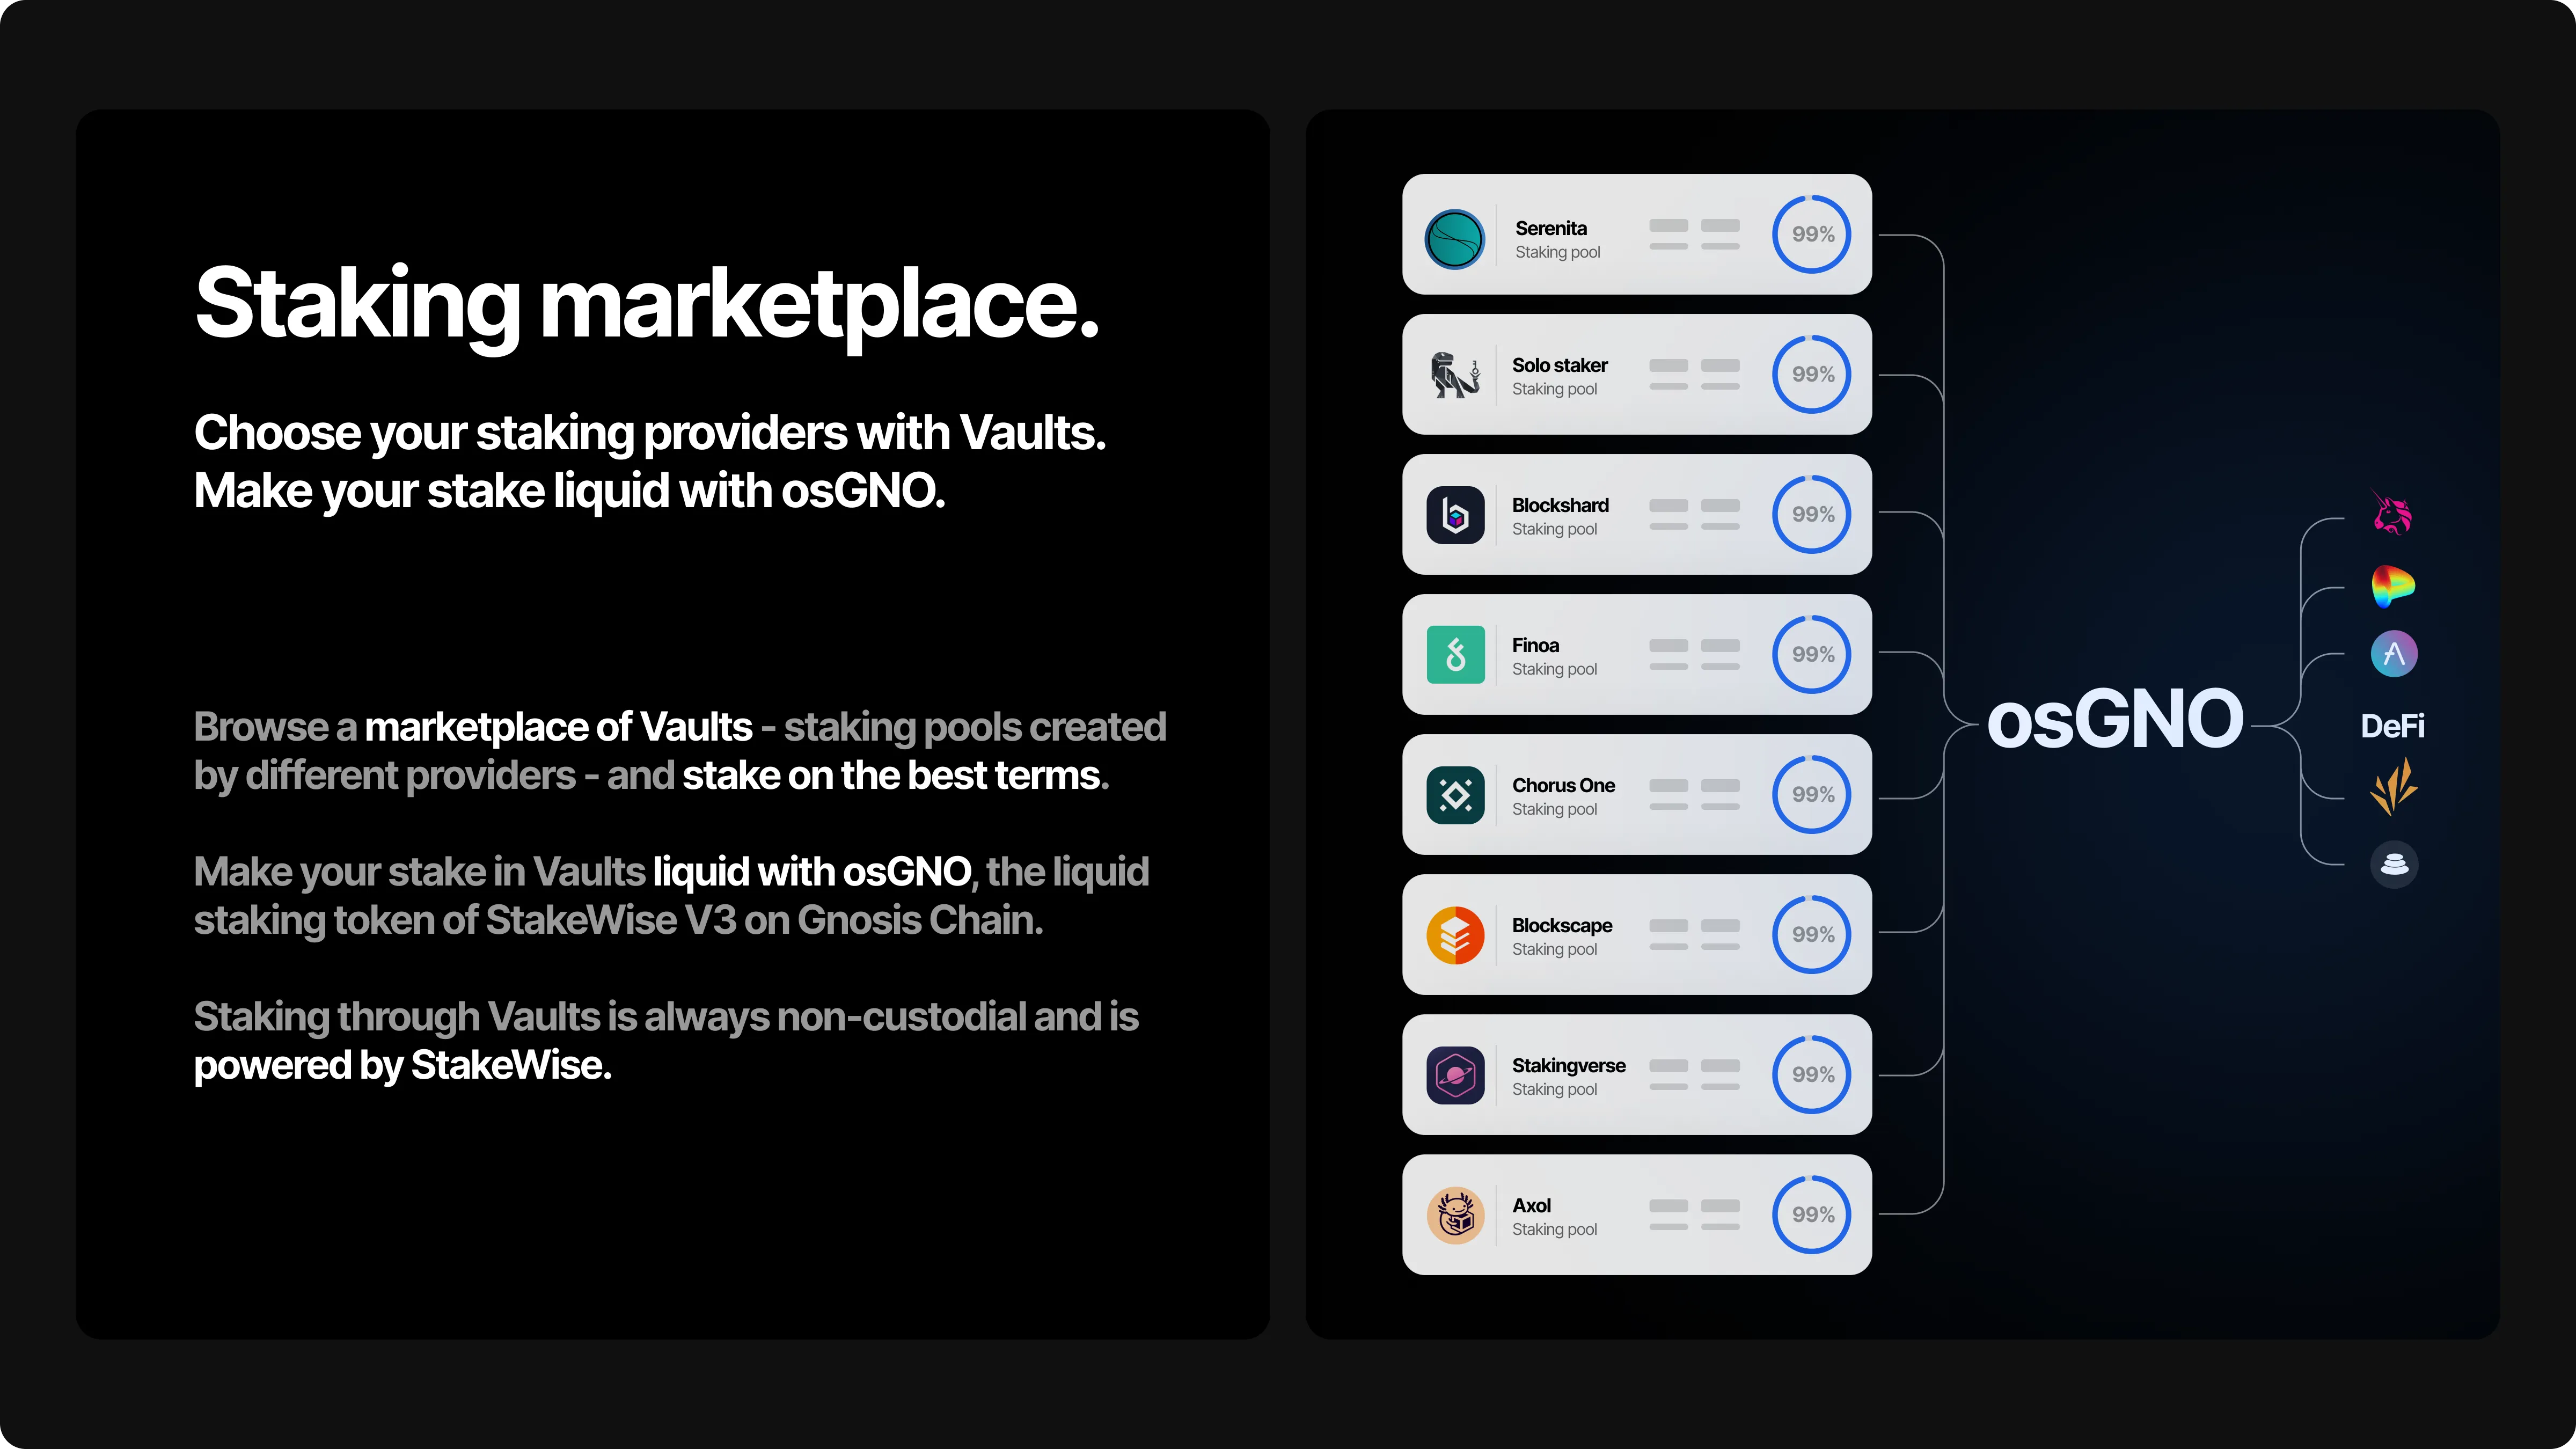 Staking marketplace.
Choose your staking providers with Vaults.
Make your stake liquid with osGNO.
Browse a marketplace of Vaults - staking pools created
by different providers - and stake on the best terms.
Make your stake in Vaults liquid with osGNO, the liquid
staking token of StakeWise V3 on Gnosis Chain.
Staking through Vaults is always non-custodial and is
powered by StakeWise.
Serenita
Staking pool
99%
Solo staker
Staking pool
99%
Blockshard
Staking pool
99%
Finoa
Staking pool
99%
Chorus One
Staking pool
99%
Blockscape
Staking pool
99%
Stakingverse
Staking pool
99%
Axol
Staking pool
99%
osGNO
DeFi